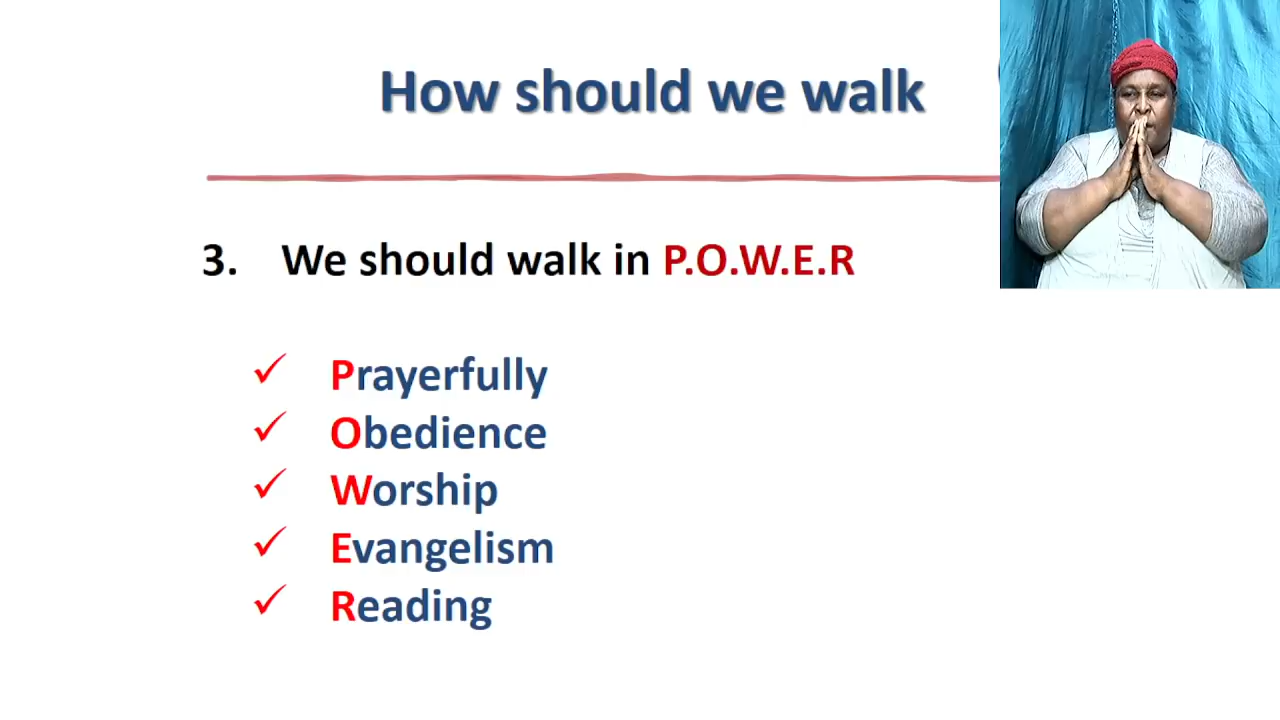 How should we walk
3. We should walk in P.O.W.E.R
✓ Prayerfully
✓ Obedience
✓ Worship
✓ Evangelism
✓ Reading